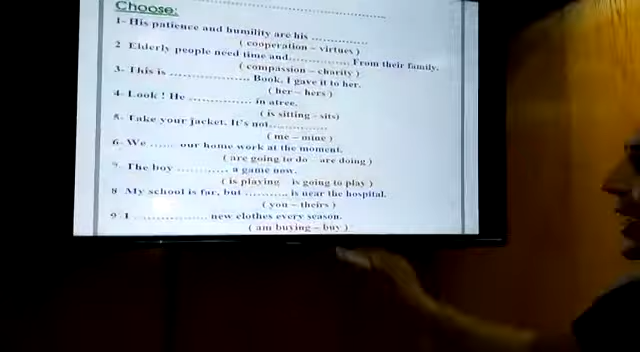 Choose:
1- His patience and humility are his ................
( cooperation – virtues )
2 Elderly people need time and.................. From their family.
( compassion – charity )
3- This is ....................... Book. I gave it to her.
( her – hers )
4- Look ! He .................. in atree.
( is sitting - sits)
5- Take your jacket. It's not................
( me – mine )
6- We ....... our home work at the moment.
( are going to do – are doing )
7- The boy .............. a game now.
( is playing – is going to play )
8 My school is far, but ........... is near the hospital.
( you – theirs )
9 I .................... new clothes every season.
( am buying – buy )